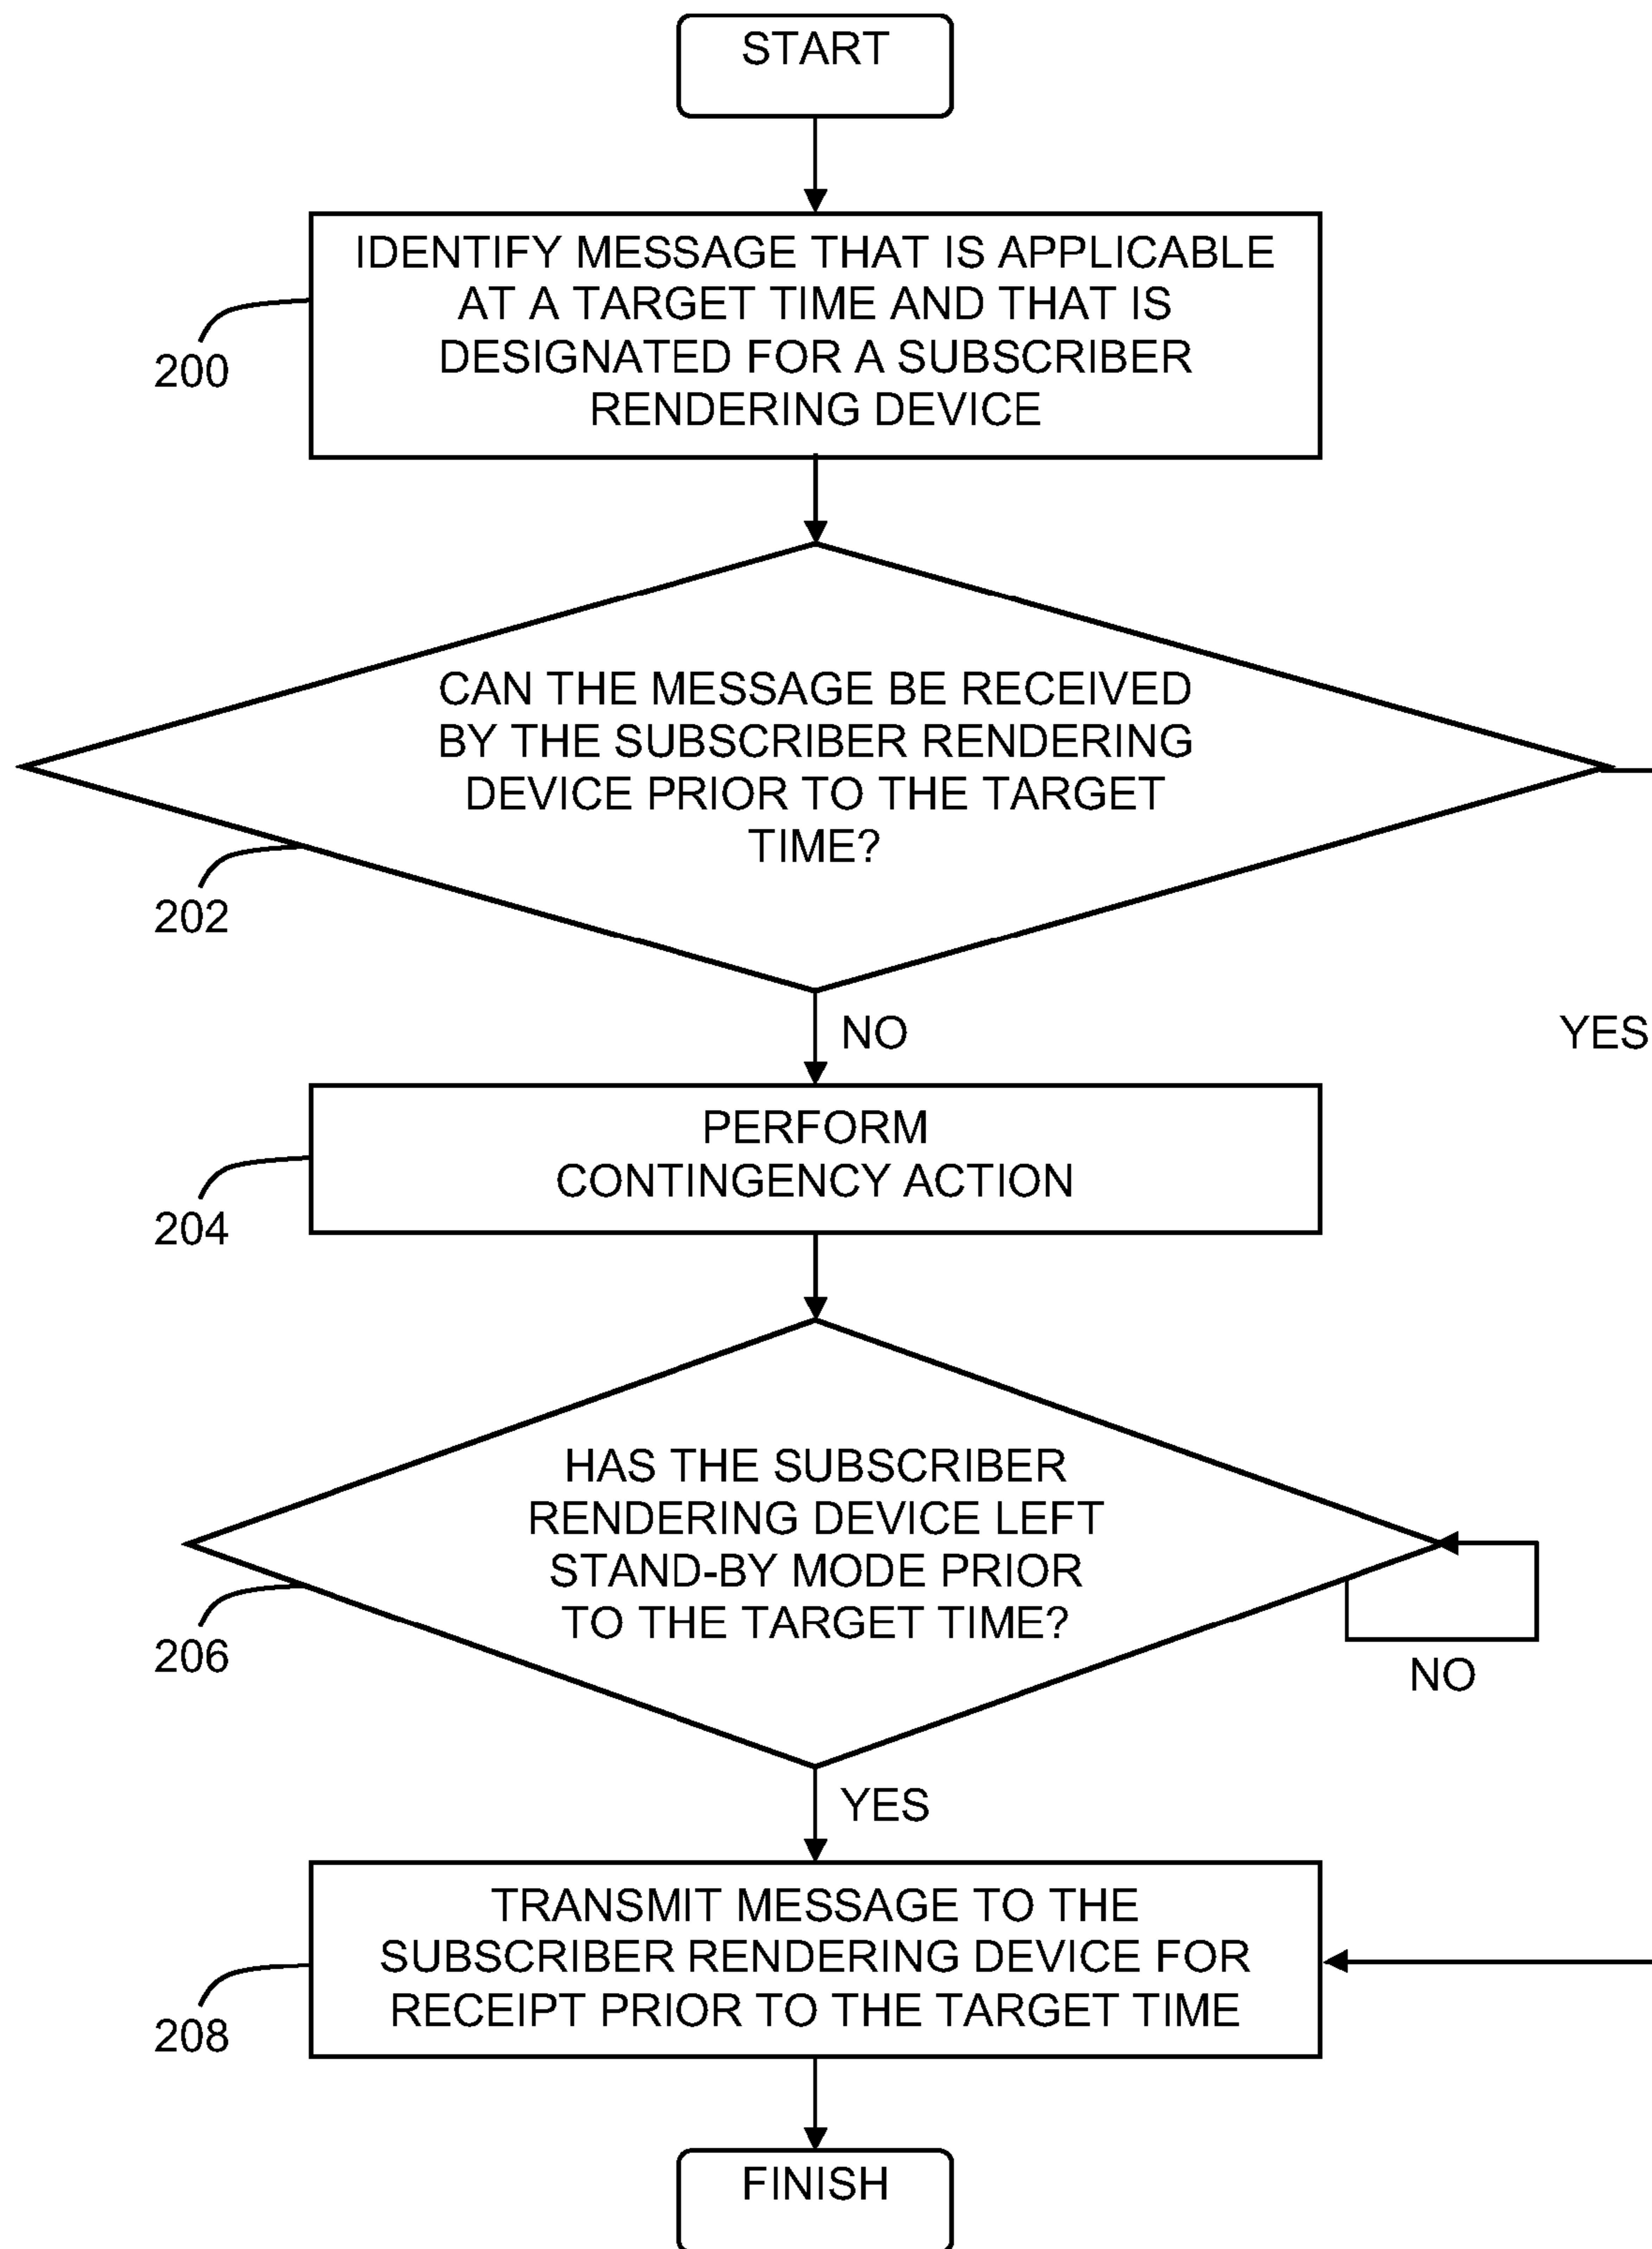 START
IDENTIFY MESSAGE THAT IS APPLICABLE
AT A TARGET TIME AND THAT IS
DESIGNATED FOR A SUBSCRIBER
RENDERING DEVICE
200
CAN THE MESSAGE BE RECEIVED
BY THE SUBSCRIBER RENDERING
DEVICE PRIOR TO THE TARGET
TIME?
202
NO
YES
PERFORM
CONTINGENCY ACTION
204
HAS THE SUBSCRIBER
RENDERING DEVICE LEFT
STAND-BY MODE PRIOR
TO THE TARGET TIME?
206
NO
YES
TRANSMIT MESSAGE TO THE
SUBSCRIBER RENDERING DEVICE FOR
RECEIPT PRIOR TO THE TARGET TIME
208
FINISH